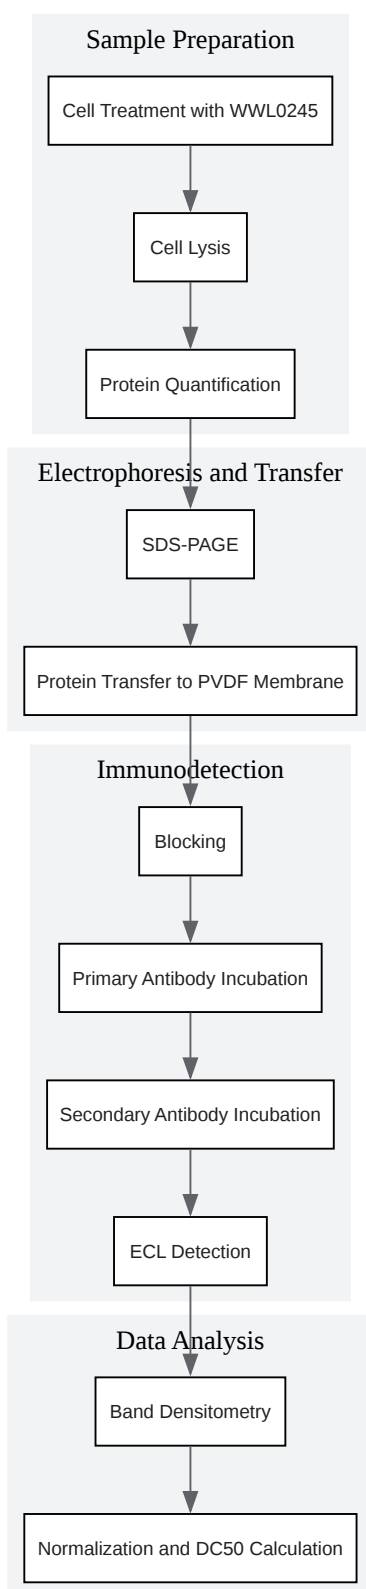 Sample Preparation
Cell Treatment with WWL0245
Cell Lysis
Protein Quantification
Electrophoresis and Transfer
SDS-PAGE
Protein Transfer to PVDF Membrane
Immunodetection
Blocking
Primary Antibody Incubation
Secondary Antibody Incubation
ECL Detection
Data Analysis
Band Densitometry
Normalization and DC50 Calculation